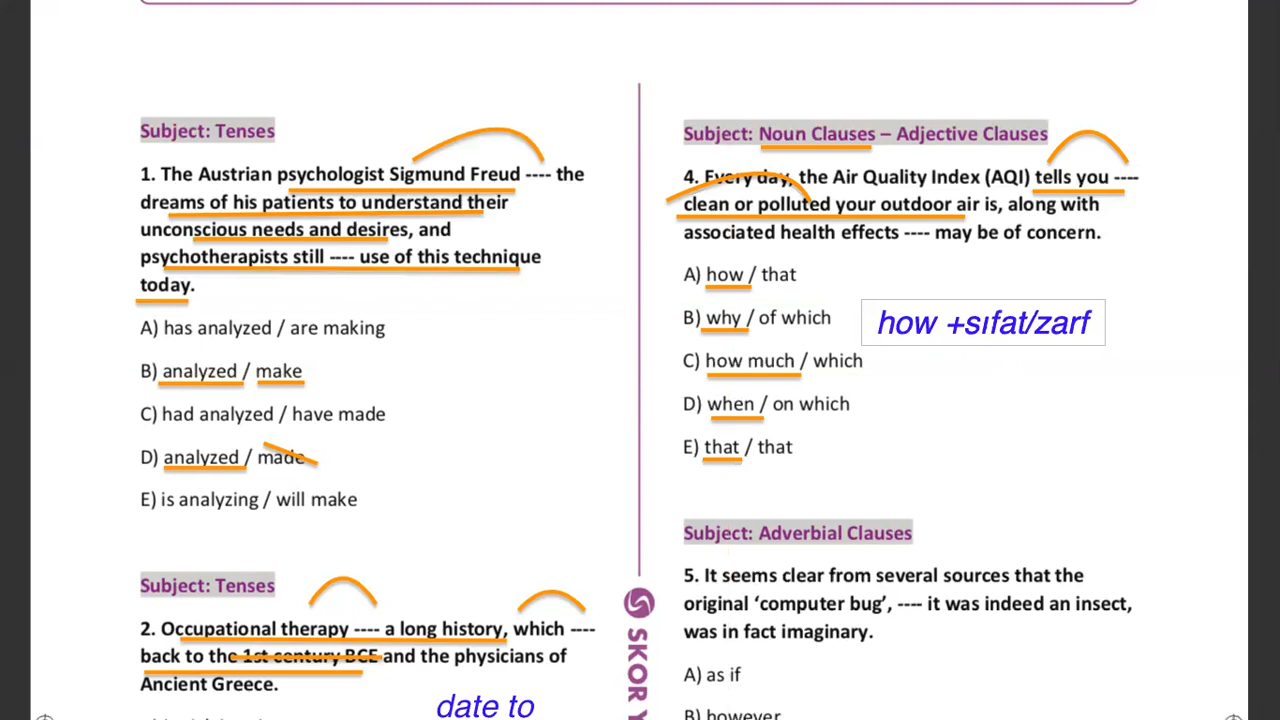 Subject: Tenses
1. The Austrian psychologist Sigmund Freud ---- the
dreams of his patients to understand their
unconscious needs and desires, and
psychotherapists still ---- use of this technique
today.
A) has analyzed / are making
B) analyzed / make
C) had analyzed / have made
D) analyzed / made
E) is analyzing / will make
Subject: Tenses
2. Occupational therapy ---- a long history, which ----
back to the 1st century BCE and the physicians of
Ancient Greece.
date to
Subject: Noun Clauses – Adjective Clauses
4. Every day, the Air Quality Index (AQI) tells you ----
clean or polluted your outdoor air is, along with
associated health effects ---- may be of concern.
A) how / that
B) why / of which
how +sıfat/zarf
C) how much / which
D) when / on which
E) that / that
Subject: Adverbial Clauses
5. It seems clear from several sources that the
original ‘computer bug’, ---- it was indeed an insect,
was in fact imaginary.
A) as if
B) however
SKOR